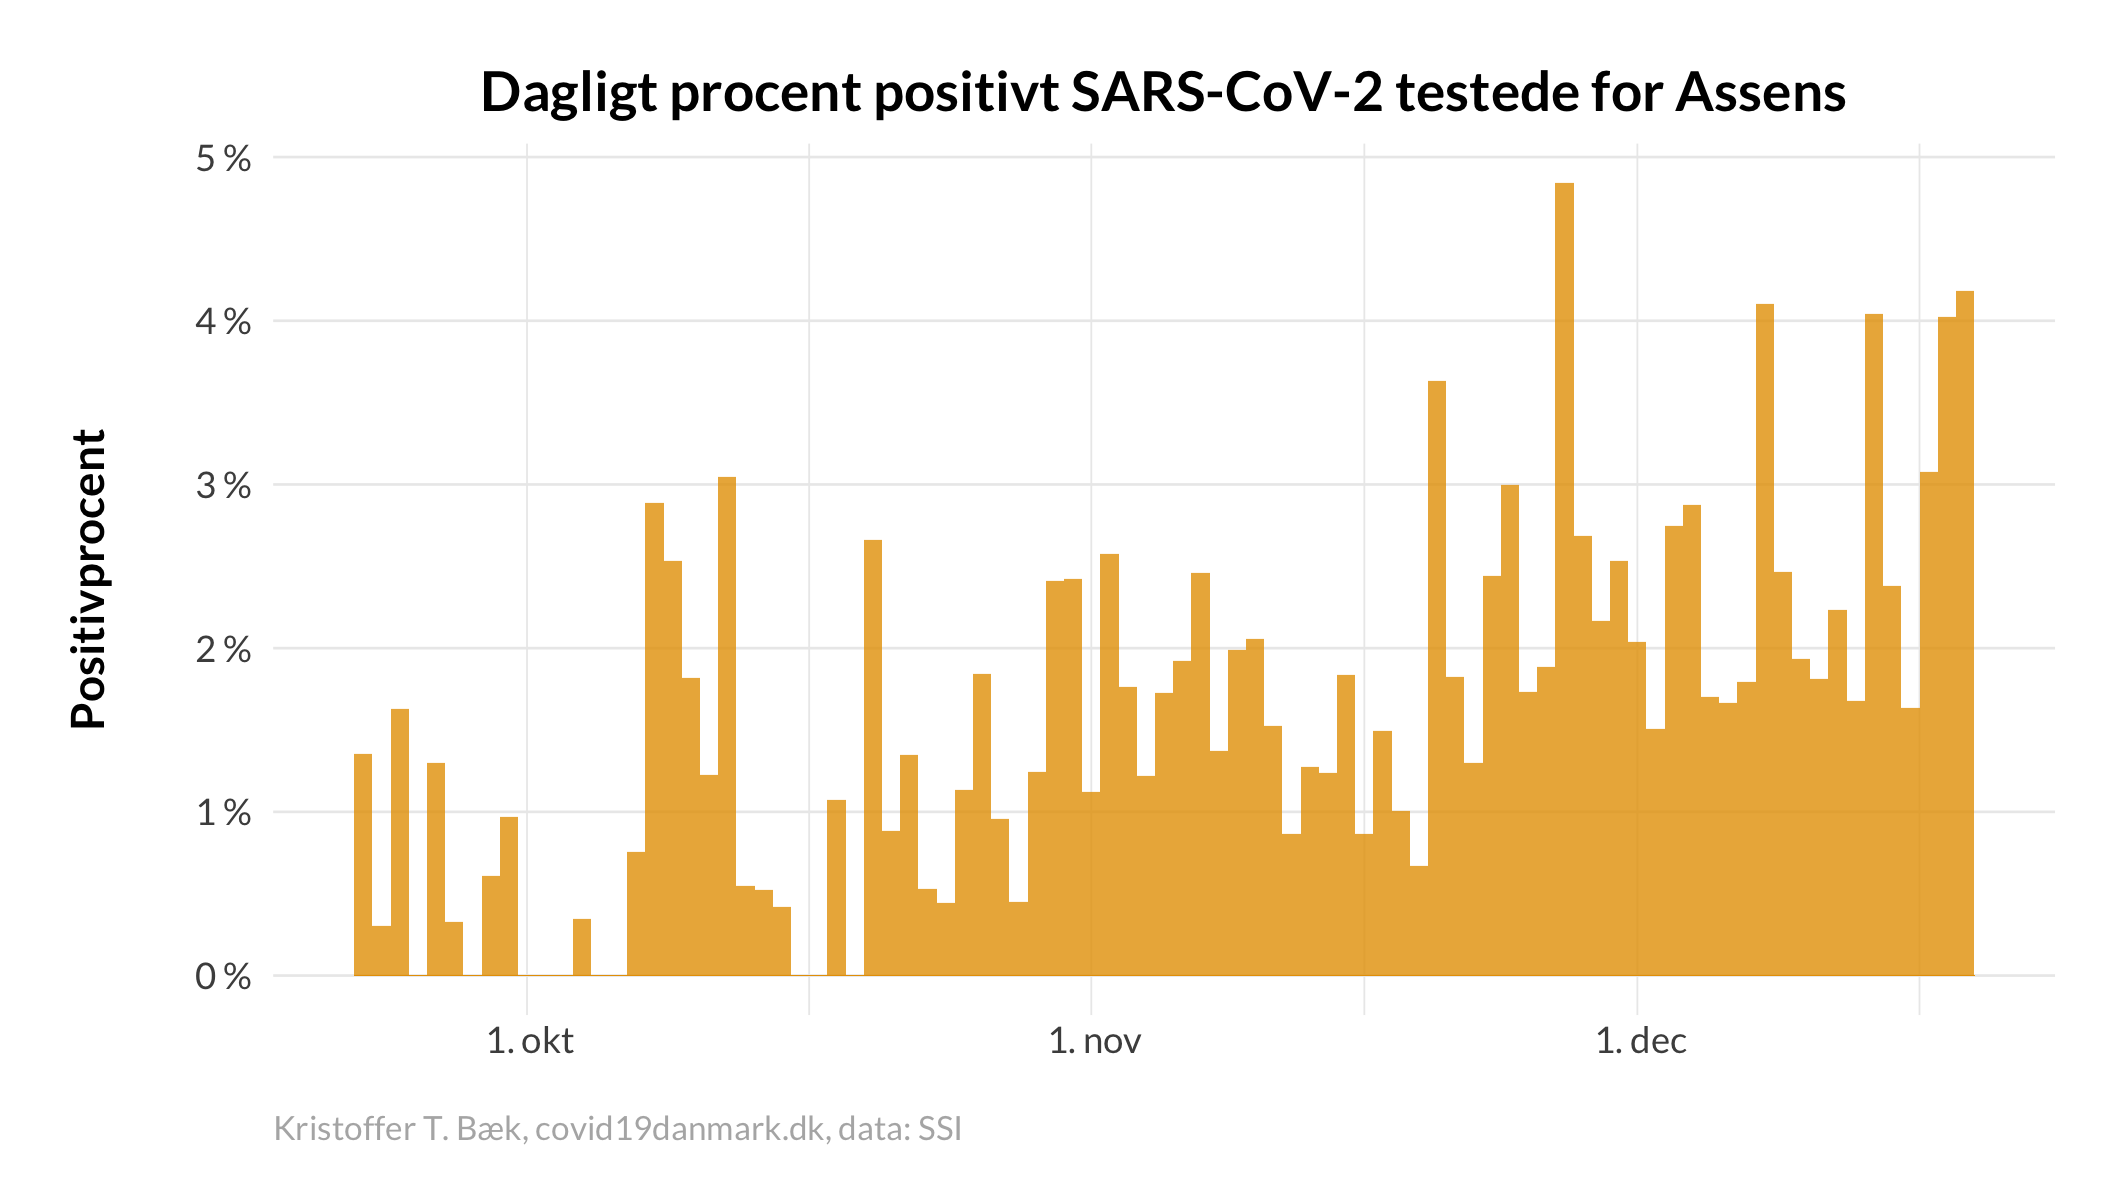 Dagligt procent positivt SARS-CoV-2 testede for Assens
Positivprocent
5 %
4 %
3 %
2 %
1 %
0 %
1. okt
1. nov
1. dec
Kristoffer T. Bæk, covid19danmark.dk, data: SSI